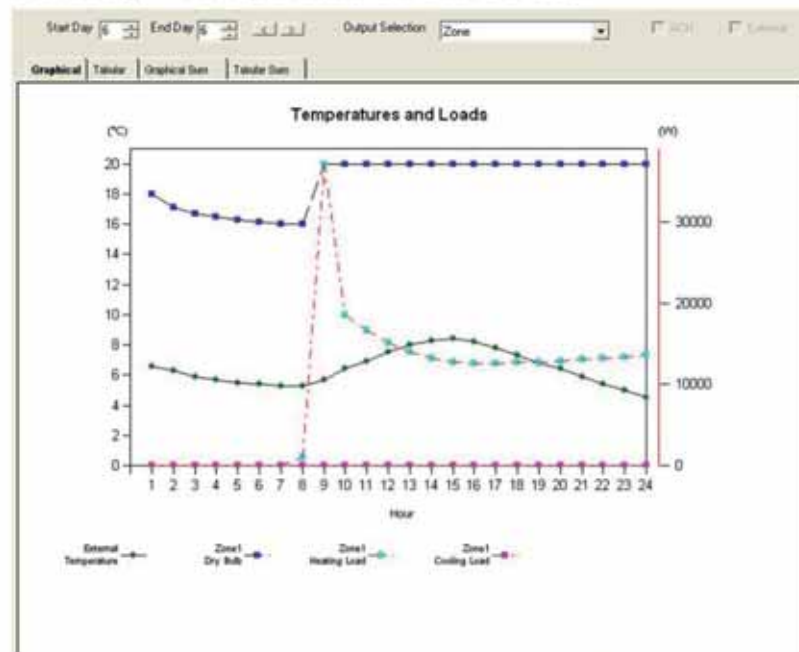 Start Day 6 End Day 6 < > Output Selection Zone ACH External
Graphical Tabular Graphical Sum Tabular Sum
Temperatures and Loads
(°C) (W)
20
18
16
14
12
10
8
6
4
2
0
30000
20000
10000
0
1 2 3 4 5 6 7 8 9 10 11 12 13 14 15 16 17 18 19 20 21 22 23 24
Hour
External Temperature
Zone1 Dry Bulb
Zone1 Heating Load
Zone1 Cooling Load